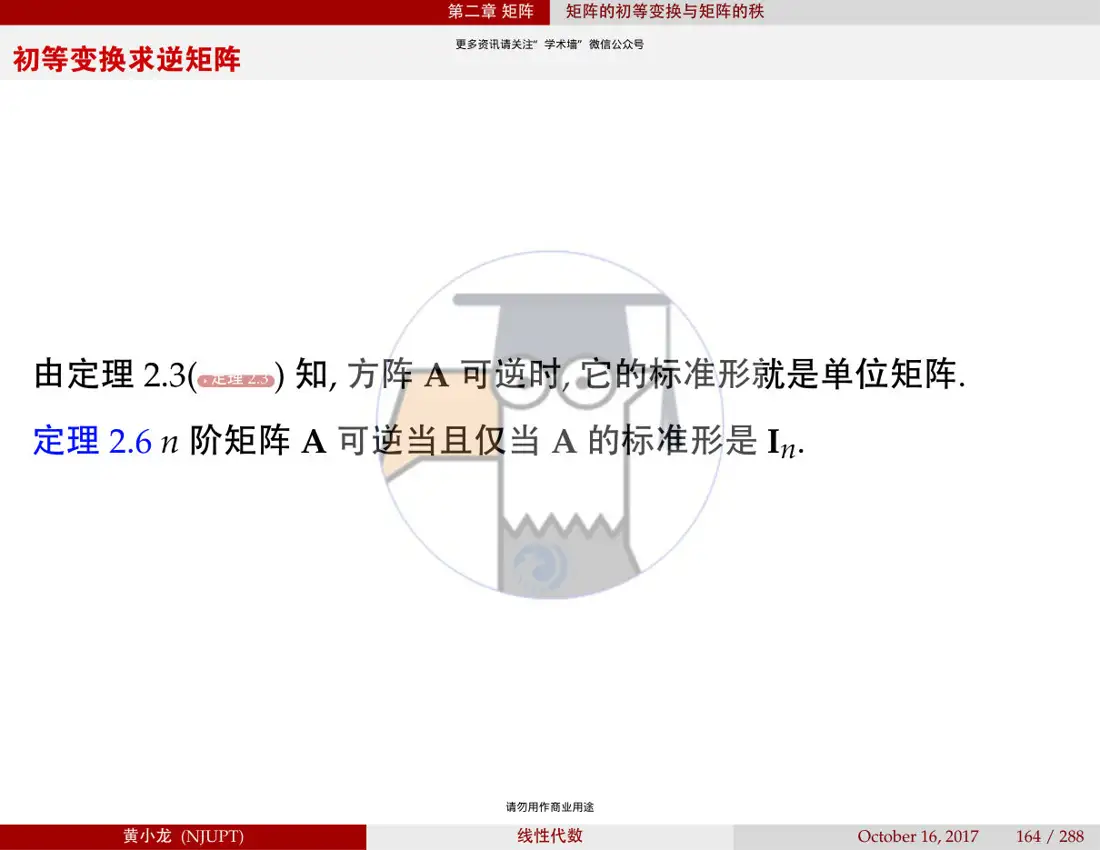 第二章 矩阵 矩阵的初等变换与矩阵的秩
更多资讯请关注“学术墙”微信公众号
初等变换求逆矩阵
由定理 2.3(定理 2.3) 知, 方阵 A 可逆时, 它的标准形就是单位矩阵.
定理 2.6 n 阶矩阵 A 可逆当且仅当 A 的标准形是 Iₙ.
请勿用作商业用途
黄小龙 (NJUPT) 线性代数 October 16, 2017 164 / 288